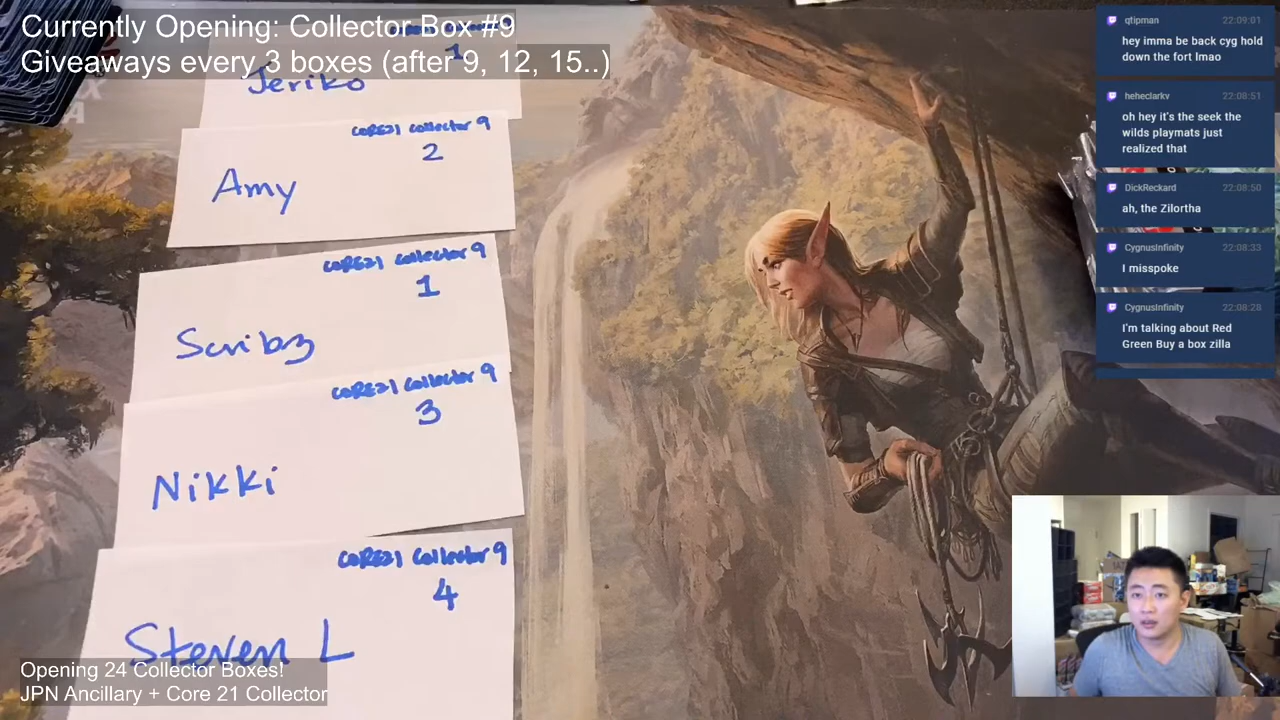 Currently Opening: Collector Box #9
Giveaways every 3 boxes (after 9, 12, 15..)
1
Jeriko
CORE21 Collector 9
2
Amy
CORE21 Collector 9
1
Scribz
CORE21 Collector 9
3
Nikki
CORE21 Collector 9
4
Steven L
Opening 24 Collector Boxes!
JPN Ancillary + Core 21 Collector
qtipman 22:09:01
hey imma be back cyg hold
down the fort lmao
heheclarkv 22:08:51
oh hey it's the seek the
wilds playmats just
realized that
DickReckard 22:08:50
ah, the Zilortha
CygnusInfinity 22:08:33
I misspoke
CygnusInfinity 22:08:28
I'm talking about Red
Green Buy a box zilla